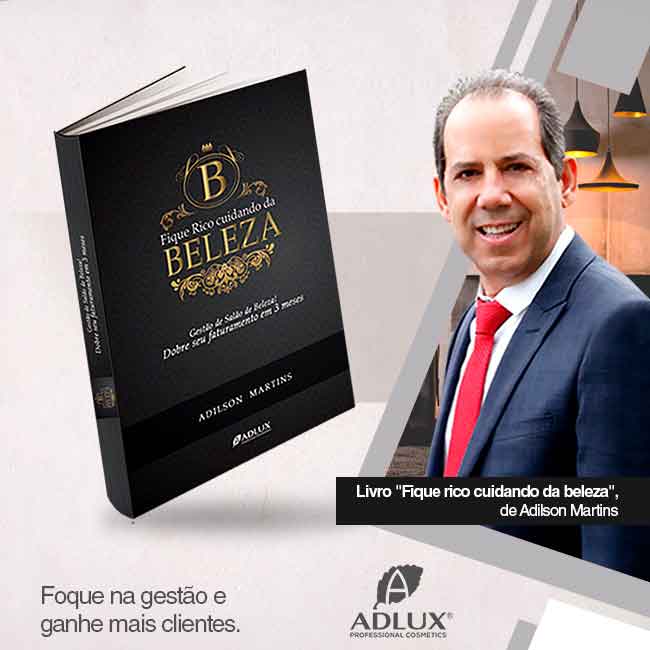 B
Fique Rico cuidando da
BELEZA
Gestão de Salão de Beleza!
Dobre seu faturamento em 3 meses
ADILSON MARTINS
ADLUX
Gestão de Salão de Beleza!
Dobre seu faturamento em 3 meses
Livro "Fique rico cuidando da beleza",
de Adilson Martins
Foque na gestão e
ganhe mais clientes.
ADLUX®
PROFESSIONAL COSMETICS